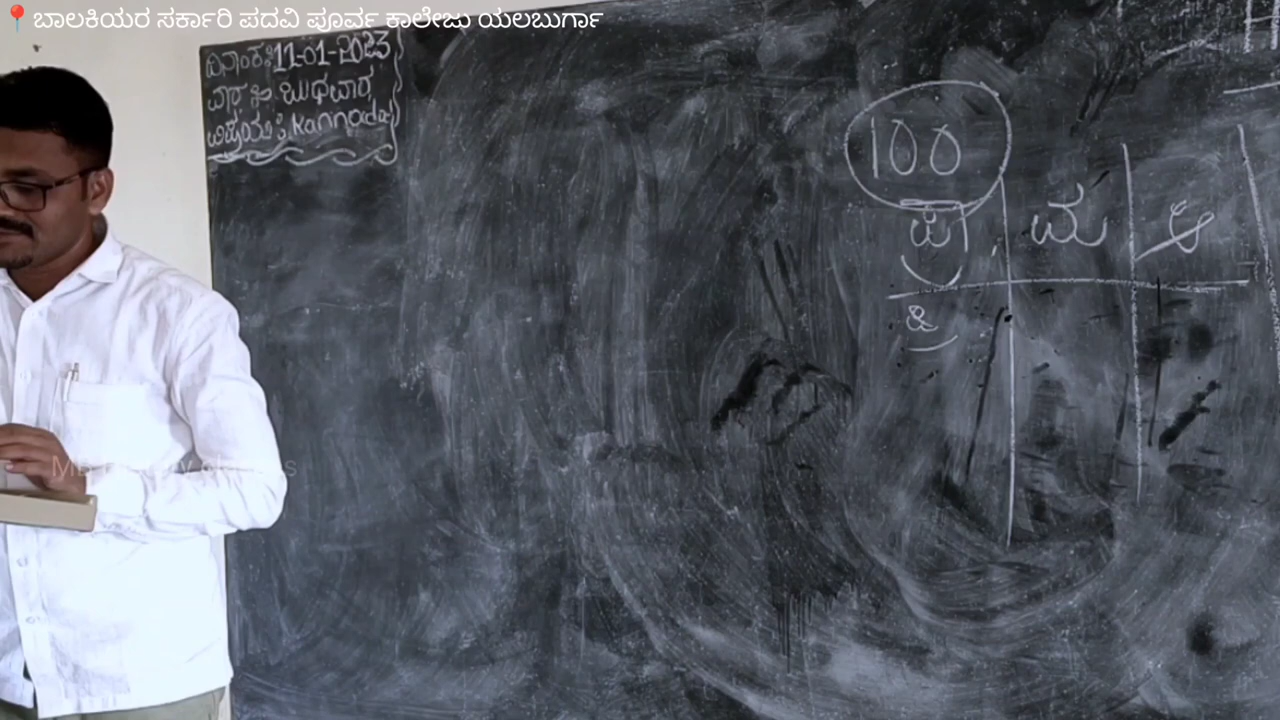 ಬಾಲಕಿಯರ ಸರ್ಕಾರಿ ಪದವಿ ಪೂರ್ವ ಕಾಲೇಜು ಯಲಬುರ್ಗಾ
ದಿನಾಂಕ:11-01-2023
ವಾರ :- ಬುಧವಾರ
ವಿಷಯ :- Kannada
100
ಮ